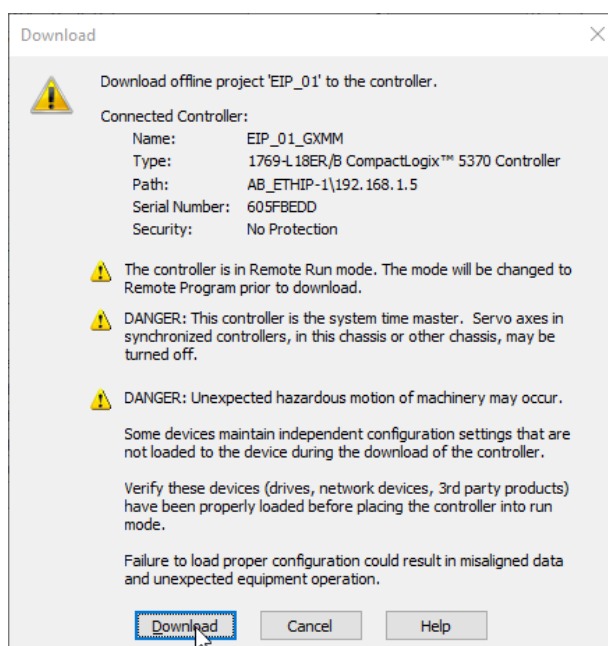 Download
Download offline project 'EIP_01' to the controller.
Connected Controller:
Name: EIP_01_GXMM
Type: 1769-L18ER/B CompactLogix™ 5370 Controller
Path: AB_ETHIP-1\192.168.1.5
Serial Number: 605FBEDD
Security: No Protection
The controller is in Remote Run mode. The mode will be changed to
Remote Program prior to download.
DANGER: This controller is the system time master. Servo axes in
synchronized controllers, in this chassis or other chassis, may be
turned off.
DANGER: Unexpected hazardous motion of machinery may occur.
Some devices maintain independent configuration settings that are
not loaded to the device during the download of the controller.
Verify these devices (drives, network devices, 3rd party products)
have been properly loaded before placing the controller into run
mode.
Failure to load proper configuration could result in misaligned data
and unexpected equipment operation.
Download Cancel Help